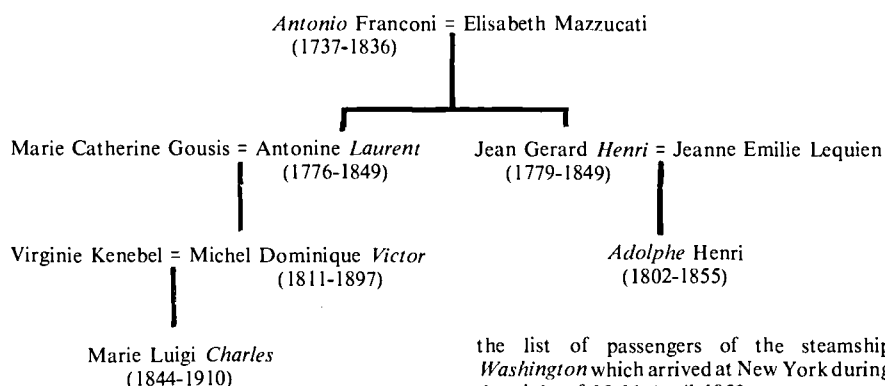 Antonio Franconi = Elisabeth Mazzucati
(1737-1836)
Marie Catherine Gousis = Antonine Laurent
(1776-1849)
Jean Gerard Henri = Jeanne Emilie Lequien
(1779-1849)
Virginie Kenebel = Michel Dominique Victor
(1811-1897)
Adolphe Henri
(1802-1855)
Marie Luigi Charles
(1844-1910)
the list of passengers of the steamship
Washington which arrived at New York during